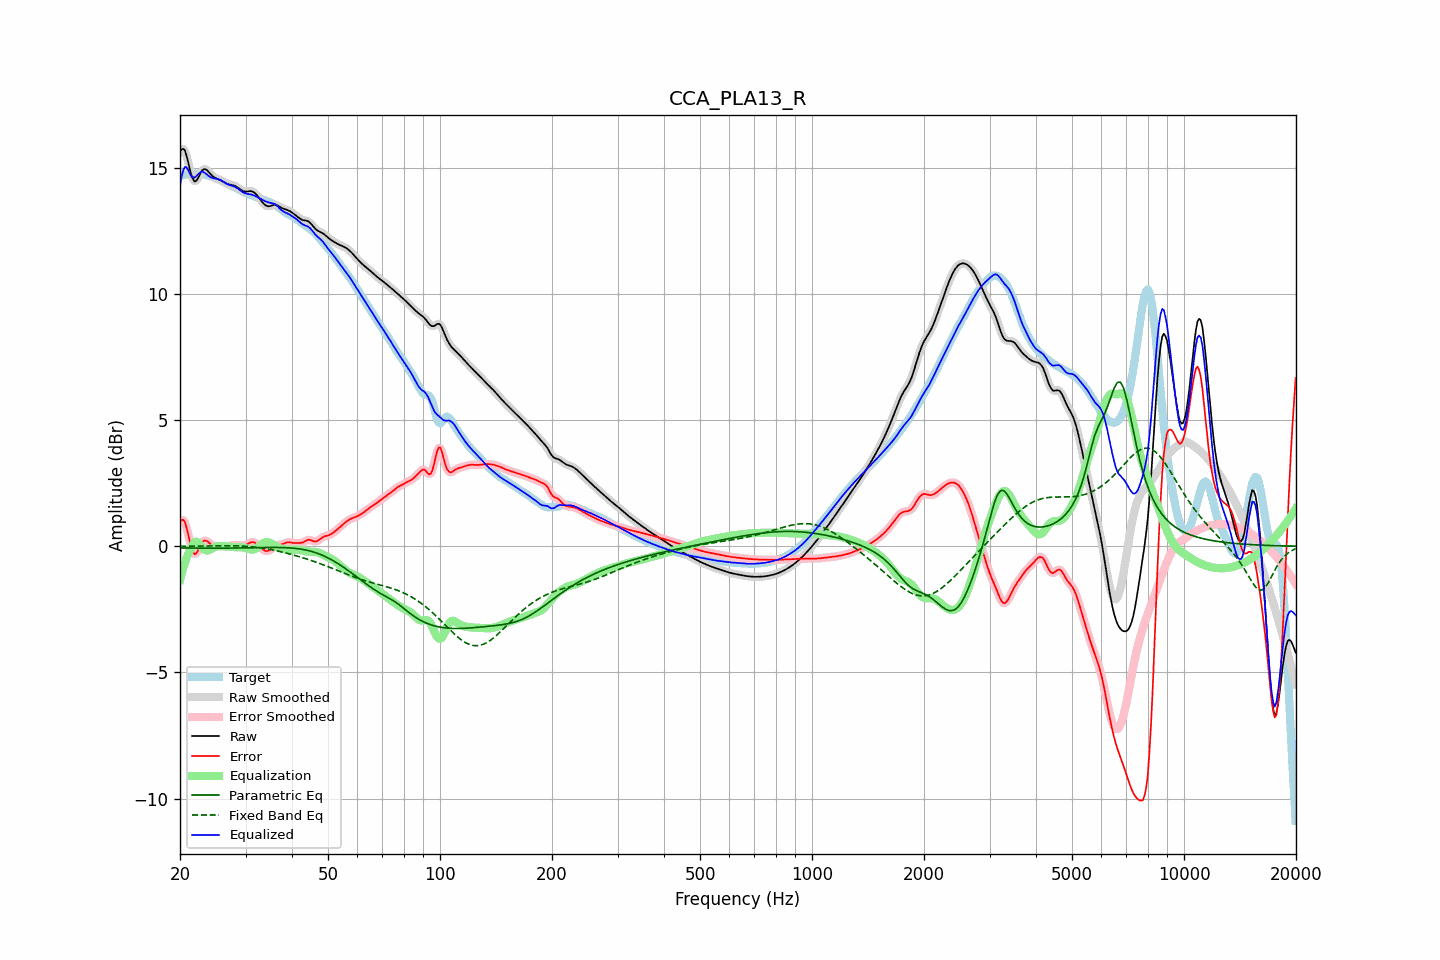 CCA_PLA13_R
Amplitude (dBr)
15
10
5
0
−5
−10
Target
Raw Smoothed
Error Smoothed
Raw
Error
Equalization
Parametric Eq
Fixed Band Eq
Equalized
20 50 100 200 500 1000 2000 5000 10000 20000
Frequency (Hz)